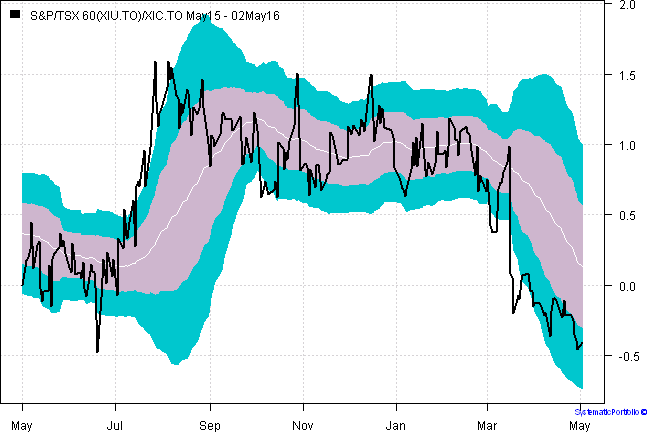 S&P/TSX 60(XIU.TO)/XIC.TO May15 - 02May16
2.0
1.5
1.0
0.5
0.0
-0.5
May Jul Sep Nov Jan Mar May
SystematicPortfolio ©